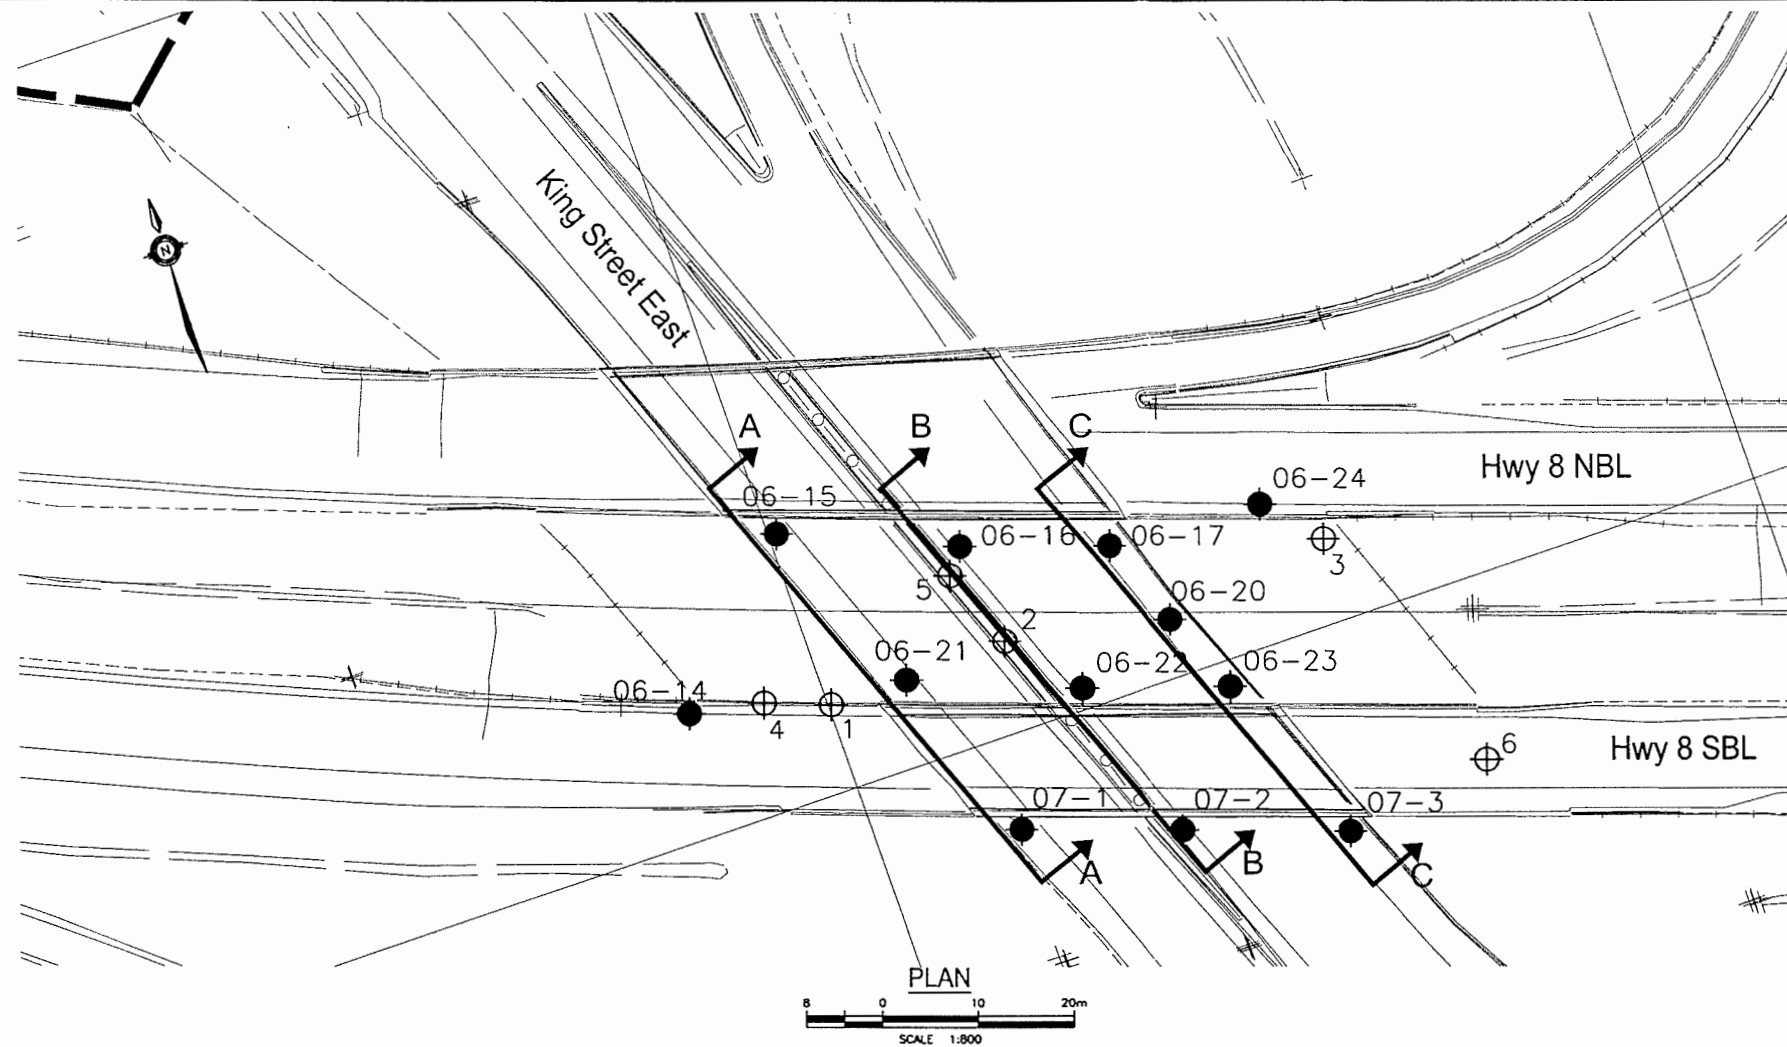 King Street East
N
A
B
C
Hwy 8 NBL
06-24
06-15
06-16
06-17
3
5
06-20
2
06-21
06-22
06-23
06-14
4
1
6
Hwy 8 SBL
07-1
07-2
07-3
A
B
C
PLAN
8 0 10 20m
SCALE 1:800